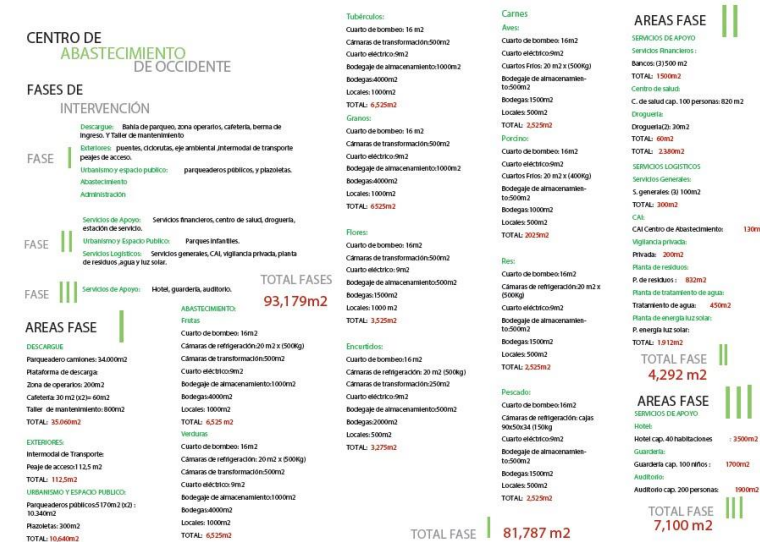 CENTRO DE
ABASTECIMIENTO
DE OCCIDENTE
FASES DE
INTERVENCIÓN
FASE I
Descargue: Bahía de parqueo, zona operarios, cafetería, berma de
ingreso. Y Taller de mantenimiento
Exteriores: puentes, ciclorutas, eje ambiental ,intermodal de transporte
peajes de acceso.
Urbanismo y espacio publico: parqueaderos públicos, y plazoletas.
Abastecimiento
Administración
FASE II
Servicios de Apoyo: Servicios financieros, centro de salud, droguería,
estación de servicio.
Urbanismo y Espacio Publico: Parques Infantiles.
Servicios Logísticos: Servicios generales, CAI, vigilancia privada, planta
de residuos ,agua y luz solar.
FASE III
Servicios de Apoyo: Hotel, guardería, auditorio.
TOTAL FASES
93,179m2
AREAS FASE I
DESCARGUE
Parqueadero camiones: 34.000m2
Plataforma de descarga:
Zona de operarios: 200m2
Cafetería: 30 m2 (x2)= 60m2
Taller de mantenimiento: 800m2
TOTAL: 35.060m2
EXTERIORES:
Intermodal de Transporte:
Peaje de acceso:112,5 m2
TOTAL: 112,5m2
URBANISMO Y ESPACIO PUBLICO:
Parqueaderos públicos:5170m2 (x2) :
10.340m2
Plazoletas: 300m2
TOTAL: 10,640m2
ABASTECIMIENTO:
Frutas
Cuarto de bombeo: 16m2
Cámaras de refrigeración:20 m2 x (500Kg)
Cámaras de transformación:500m2
Cuarto eléctrico:9m2
Bodegaje de almacenamiento:1000m2
Bodegas:4000m2
Locales: 1000m2
TOTAL: 6,525 m2
Verduras
Cuarto de bombeo: 16m2
Cámaras de refrigeración: 20 m2 x (500Kg)
Cámaras de transformación:500m2
Cuarto eléctrico:9m2
Bodegaje de almacenamiento:1000m2
Bodegas:4000m2
Locales: 1000m2
TOTAL: 6,525m2
Tubérculos:
Cuarto de bombeo: 16 m2
Cámaras de transformación:500m2
Cuarto eléctrico:9m2
Bodegaje de almacenamiento:1000m2
Bodegas:4000m2
Locales: 1000m2
TOTAL: 6,525m2
Granos:
Cuarto de bombeo: 16 m2
Cámaras de transformación:500m2
Cuarto eléctrico:9m2
Bodegaje de almacenamiento:1000m2
Bodegas:4000m2
Locales: 1000m2
TOTAL: 6525m2
Flores:
Cuarto de bombeo: 16m2
Cámaras de transformación:500m2
Cuarto eléctrico: 9m2
Bodegaje de almacenamiento:500m2
Bodegas:1500m2
Locales: 1000 m2
TOTAL: 3,525m2
Encurtidos:
Cuarto de bombeo:16 m2
Cámaras de refrigeración: 20 m2 (500kg)
Cámaras de transformación:250m2
Cuarto eléctrico:9m2
Bodegaje de almacenamiento:500m2
Bodegas:2000m2
Locales: 500m2
TOTAL: 3,275m2
Carnes
Aves:
Cuarto de bombeo: 16m2
Cuarto eléctrico:9m2
Cuartos Fríos: 20 m2 x (500Kg)
Bodegaje de almacenamien-
to:500m2
Bodegas:1500m2
Locales: 500m2
TOTAL: 2,525m2
Porcino:
Cuarto de bombeo: 16m2
Cuarto eléctrico:9m2
Cuartos Fríos: 20 m2 x (400Kg)
Bodegaje de almacenamien-
to:500m2
Bodegas:1000m2
Locales: 500m2
TOTAL: 2025m2
Res:
Cuarto de bombeo:16m2
Cámaras de refrigeración:20 m2 x
(500Kg)
Cuarto eléctrico:9m2
Bodegaje de almacenamien-
to:500m2
Bodegas:1500m2
Locales: 500m2
TOTAL: 2,525m2
Pescado:
Cuarto de bombeo:16m2
Cámaras de refrigeración: cajas
90x50x34 (150kg
Cuarto eléctrico:9m2
Bodegaje de almacenamien-
to:500m2
Bodegas:1500m2
Locales: 500m2
TOTAL: 2,525m2
TOTAL FASE I 81,787 m2
AREAS FASE II
SERVICIOS DE APOYO
Servicios Financieros :
Bancos: (3) 500 m2
TOTAL: 1500m2
Centro de salud:
C. de salud cap. 100 personas: 820 m2
Droguería:
Droguería(2): 30m2
TOTAL: 60m2
TOTAL: 2.380m2
SERVICIOS LOGISTICOS
Servicios Generales:
S. generales: (3) 100m2
TOTAL: 300m2
CAI:
CAI Centro de Abastecimiento: 130m
Vigilancia privada:
Privada: 200m2
Planta de residuos:
P. de residuos : 832m2
Planta de tratamiento de agua:
Tratamiento de agua: 450m2
Planta de energía luz solar:
P. energía luz solar:
TOTAL: 1.912m2
TOTAL FASE II
4,292 m2
AREAS FASE III
SERVICIOS DE APOYO
Hotel:
Hotel cap. 40 habitaciones : 3500m2
Guardería:
Guardería cap. 100 niños : 1700m2
Auditorio:
Auditorio cap. 200 personas: 1900m2
TOTAL FASE III
7,100 m2